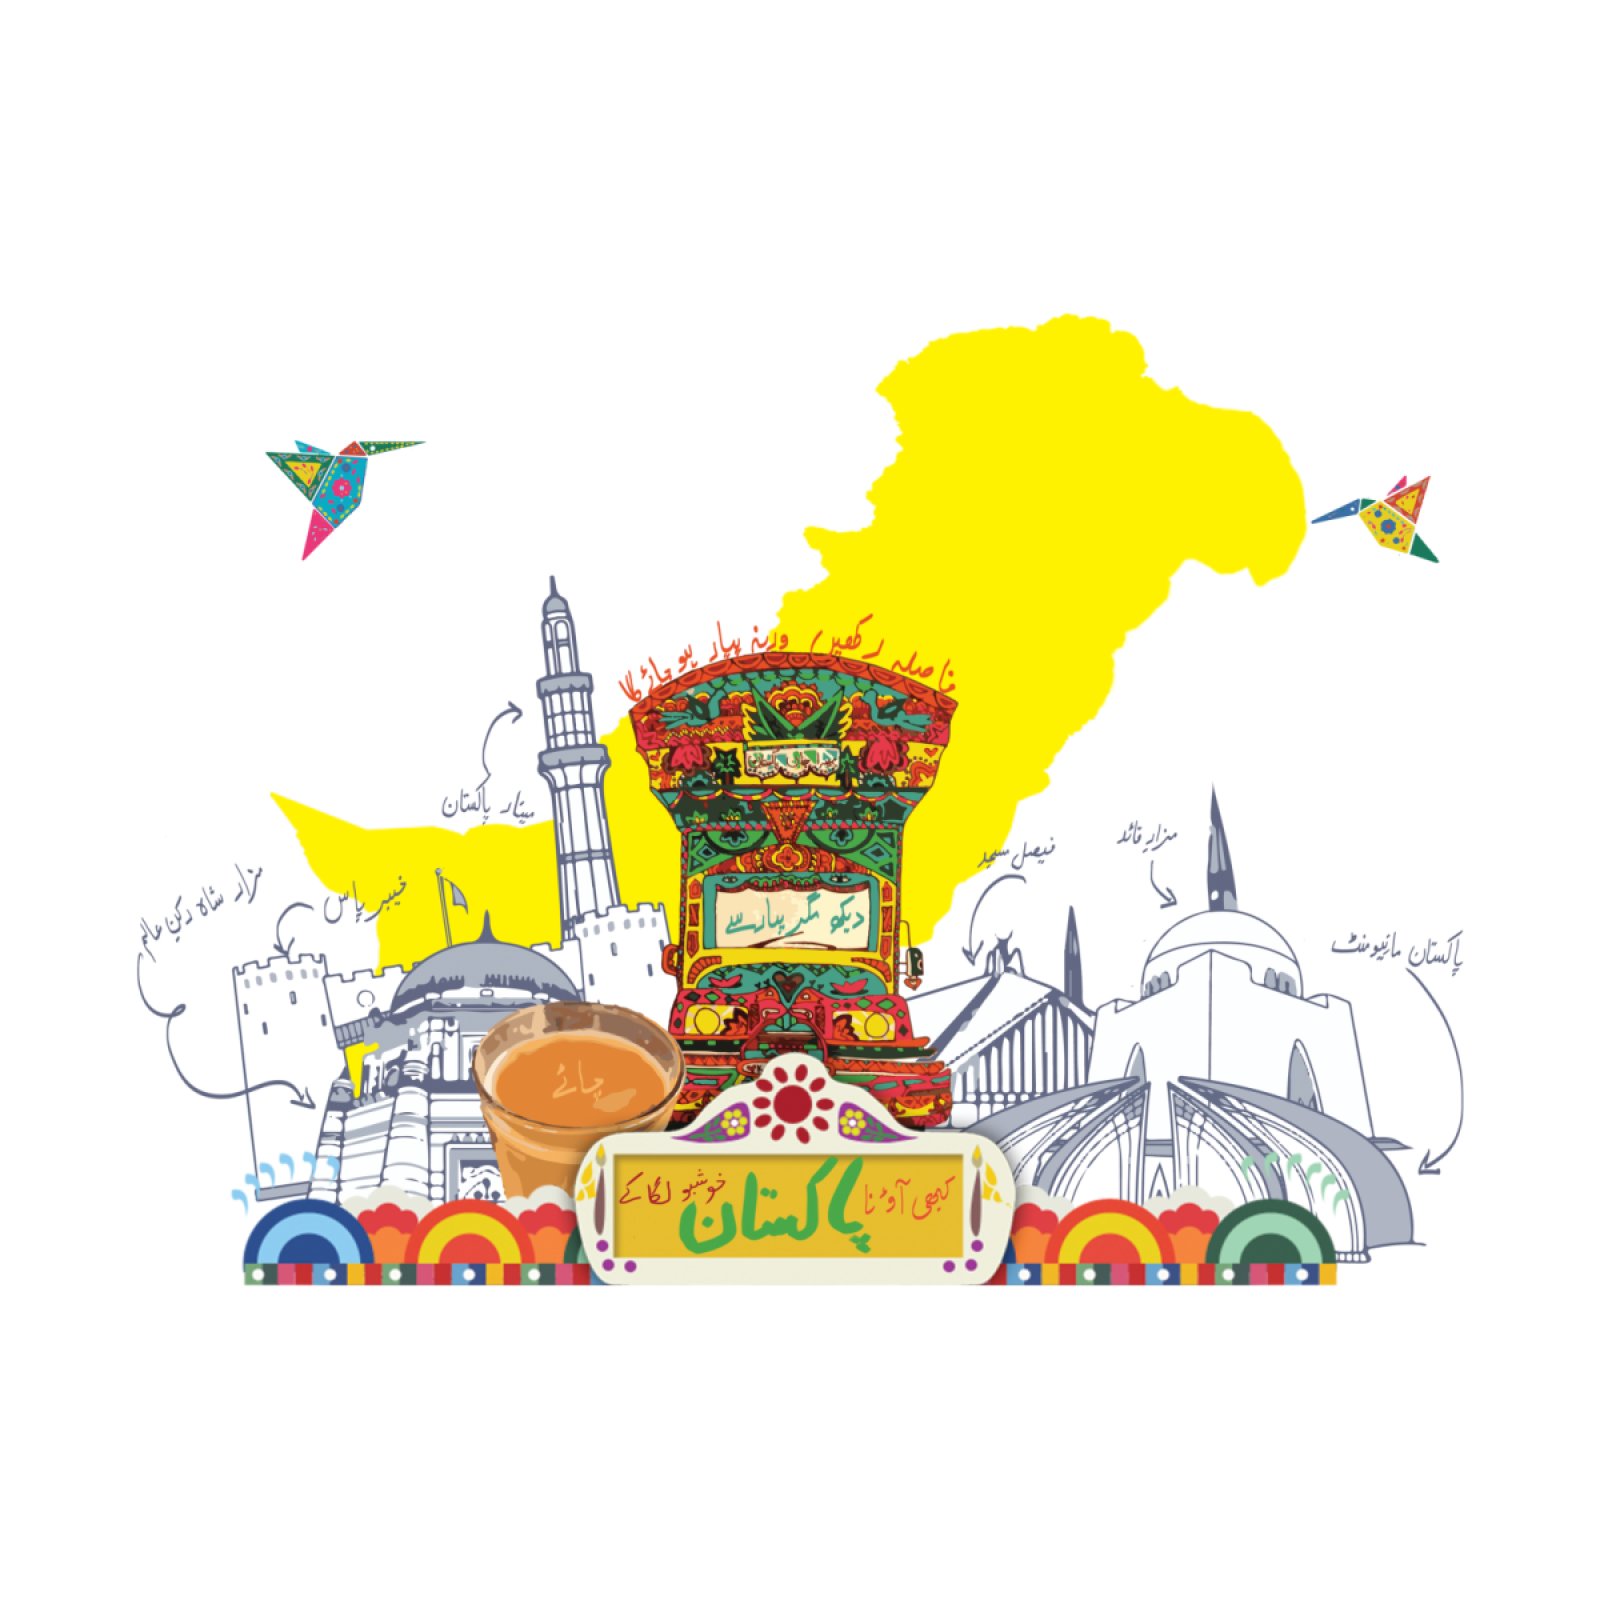 فاصلہ رکھیں ورنہ پیار ہو جائے گا
مینار پاکستان
دیکھ مگر پیار سے
فیصل مسجد
مزارِ قائد
خیبر پاس
مزار شاہ رکن عالم
پاکستان مانیومنٹ
چائے
کبھی آؤ نا پاکستان خوشبو لگا کے